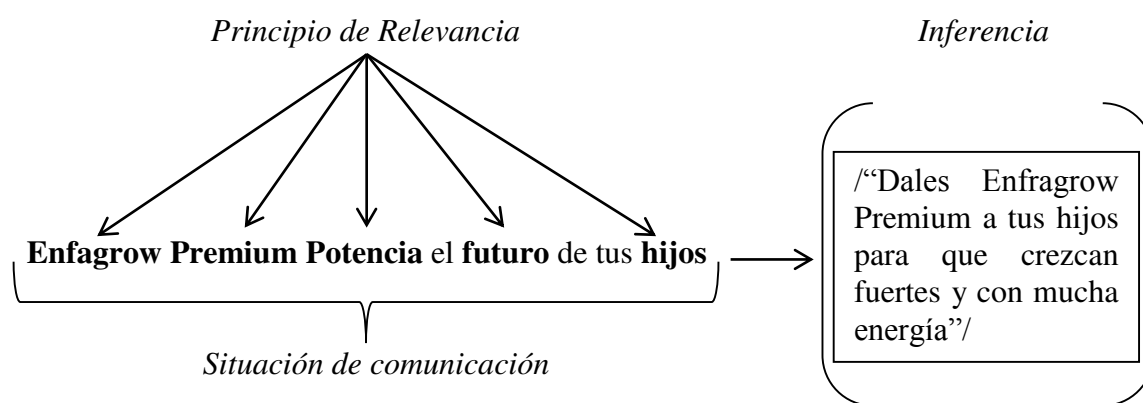 Principio de Relevancia
Inferencia
Enfagrow Premium Potencia el futuro de tus hijos
Situación de comunicación
/“Dales Enfragrow
Premium a tus hijos
para que crezcan
fuertes y con mucha
energía”/